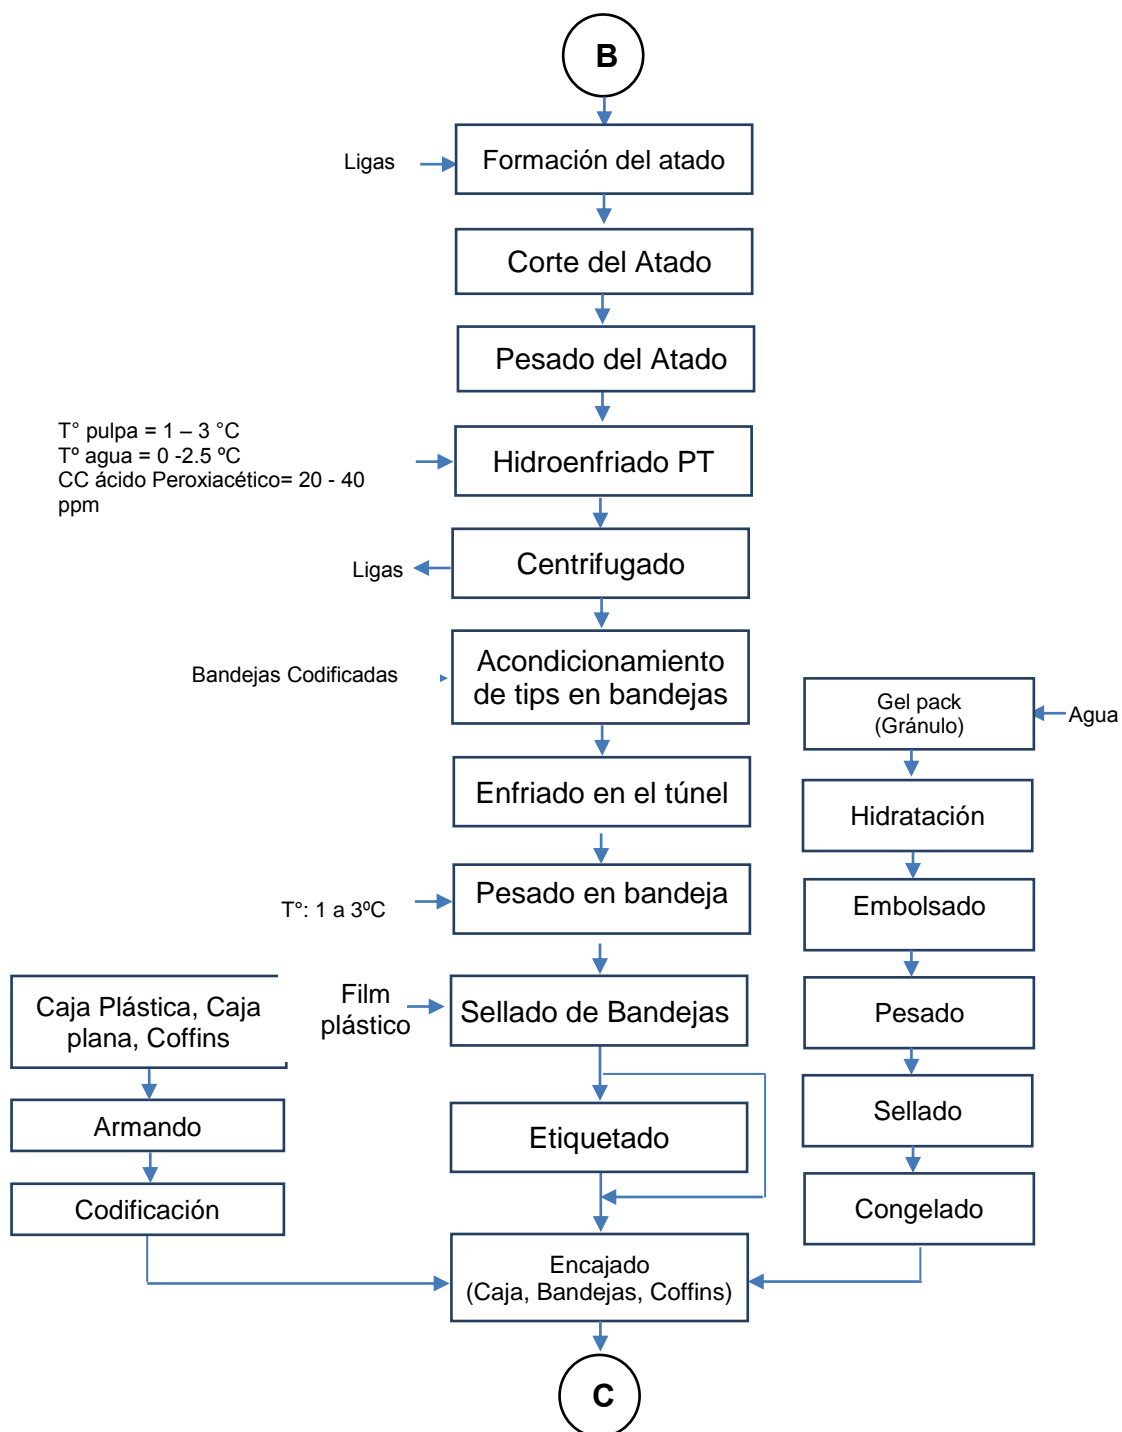 B
Ligas
Formación del atado
Corte del Atado
Pesado del Atado
T° pulpa = 1 – 3 °C
Tº agua = 0 -2.5 ºC
CC ácido Peroxiacético= 20 - 40
ppm
Hidroenfriado PT
Ligas
Centrifugado
Bandejas Codificadas
Acondicionamiento
de tips en bandejas
Gel pack
(Gránulo)
Agua
Enfriado en el túnel
Hidratación
T°: 1 a 3ºC
Pesado en bandeja
Embolsado
Caja Plástica, Caja
plana, Coffins
Film
plástico
Sellado de Bandejas
Pesado
Armando
Etiquetado
Sellado
Codificación
Congelado
Encajado
(Caja, Bandejas, Coffins)
C